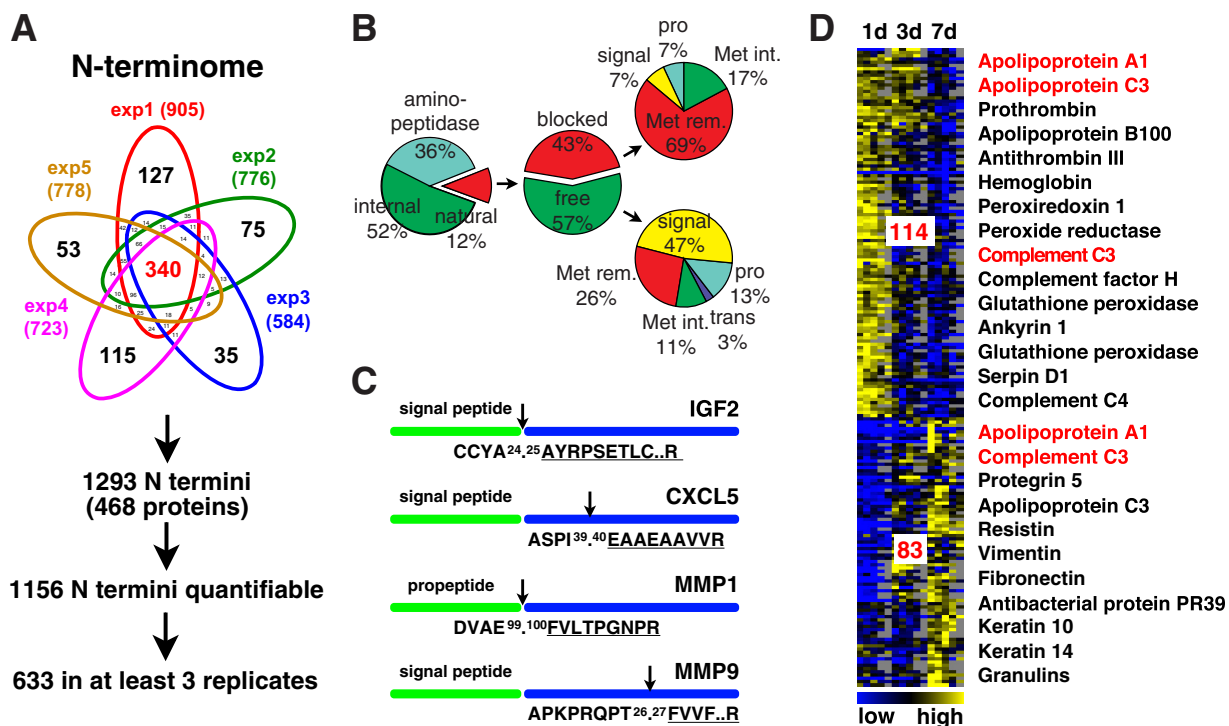 A
N-terminome
exp1 (905)
exp2
(776)
exp5
(778)
127
75
53
340
exp4
(723)
exp3
(584)
115
35
1293 N termini
(468 proteins)
1156 N termini quantifiable
633 in at least 3 replicates
B
amino-
peptidase
36%
internal
52%
natural
12%
blocked
43%
free
57%
pro
7%
signal
7%
Met int.
17%
Met rem.
69%
signal
47%
Met rem.
26%
Met int.
11%
pro
13%
trans
3%
C
signal peptide
IGF2
CCYA24.25AYRPSETLC..R
signal peptide
CXCL5
ASPI39.40EAAEAAVVR
propeptide
MMP1
DVAE99.100FVLTPGNPR
signal peptide
MMP9
APKPRQPT26.27FVVF..R
D
1d 3d 7d
Apolipoprotein A1
Apolipoprotein C3
Prothrombin
Apolipoprotein B100
Antithrombin III
Hemoglobin
Peroxiredoxin 1
114
Peroxide reductase
Complement C3
Complement factor H
Glutathione peroxidase
Ankyrin 1
Glutathione peroxidase
Serpin D1
Complement C4
Apolipoprotein A1
Complement C3
Protegrin 5
Apolipoprotein C3
Resistin
83
Vimentin
Fibronectin
Antibacterial protein PR39
Keratin 10
Keratin 14
Granulins
low high